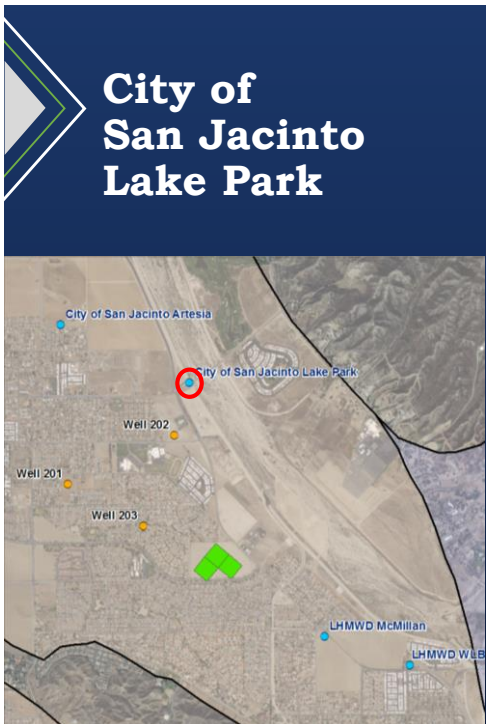 City of
San Jacinto
Lake Park
City of San Jacinto Artesia
City of San Jacinto Lake Park
Well 202
Well 201
Well 203
LHMWD McMillan
LHMWD WLB